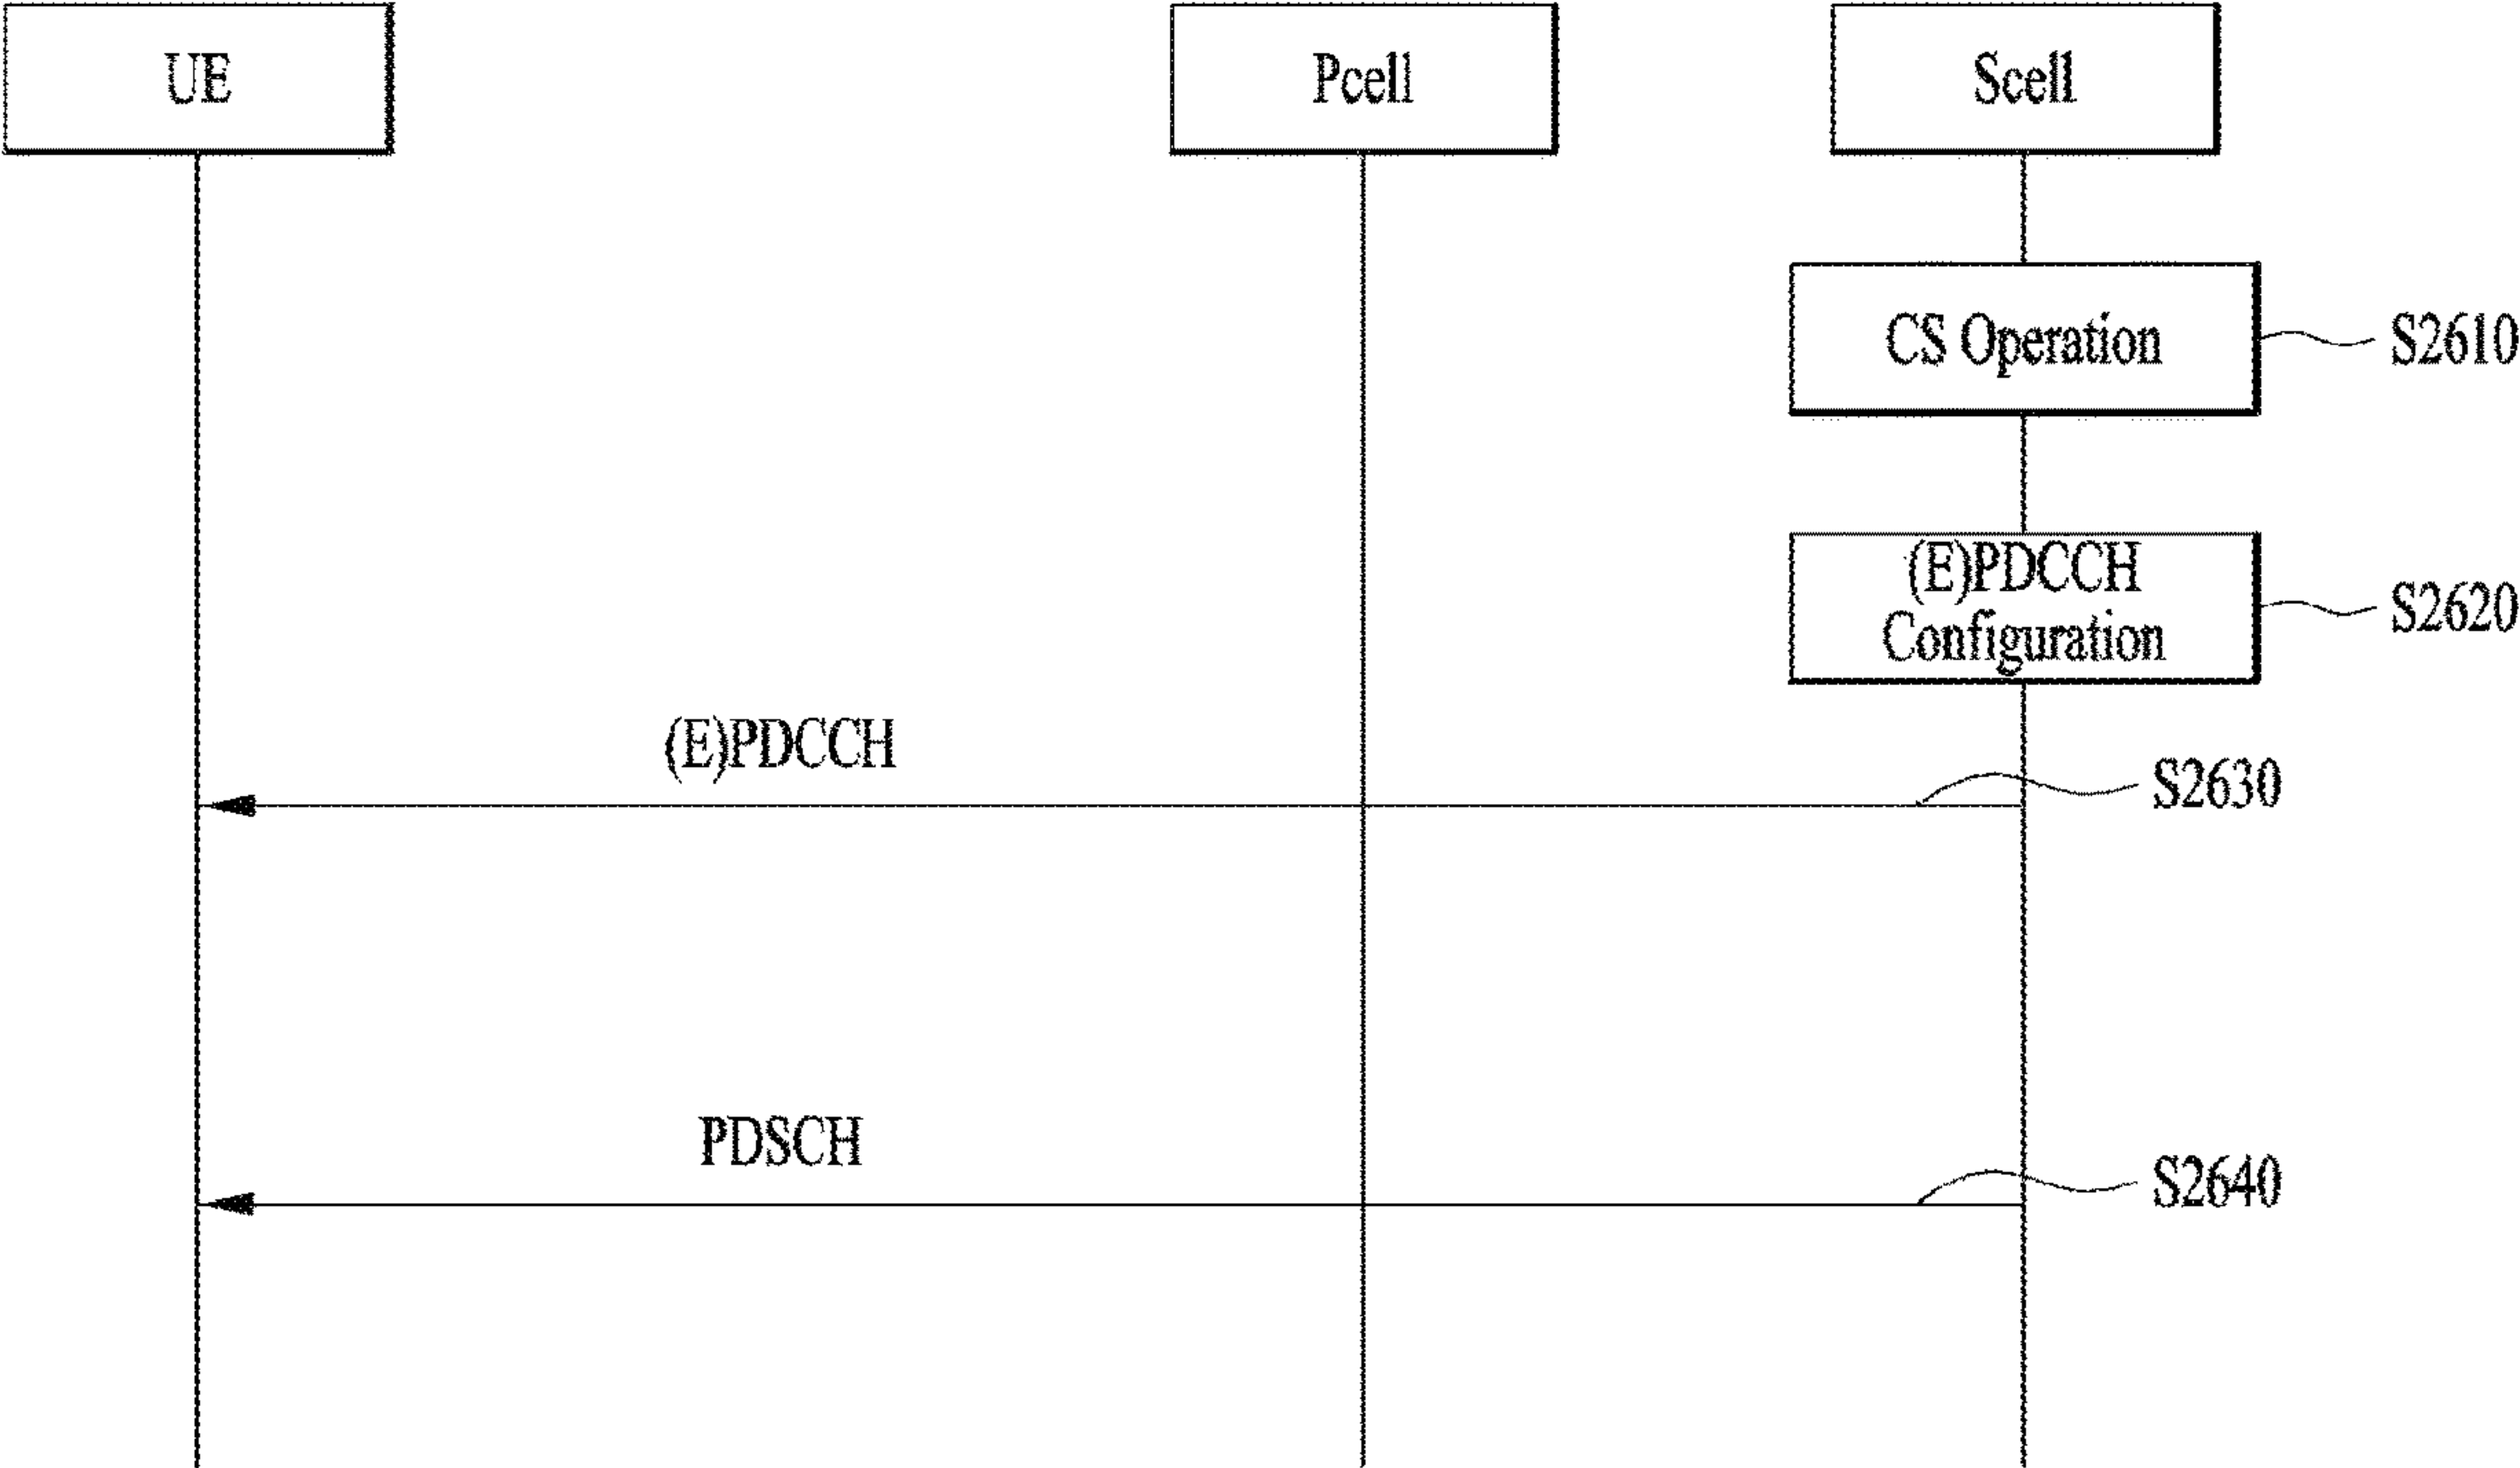 UE
Pcell
Scell
CS Operation
S2610
(E)PDCCH
Configuration
S2620
(E)PDCCH
S2630
PDSCH
S2640